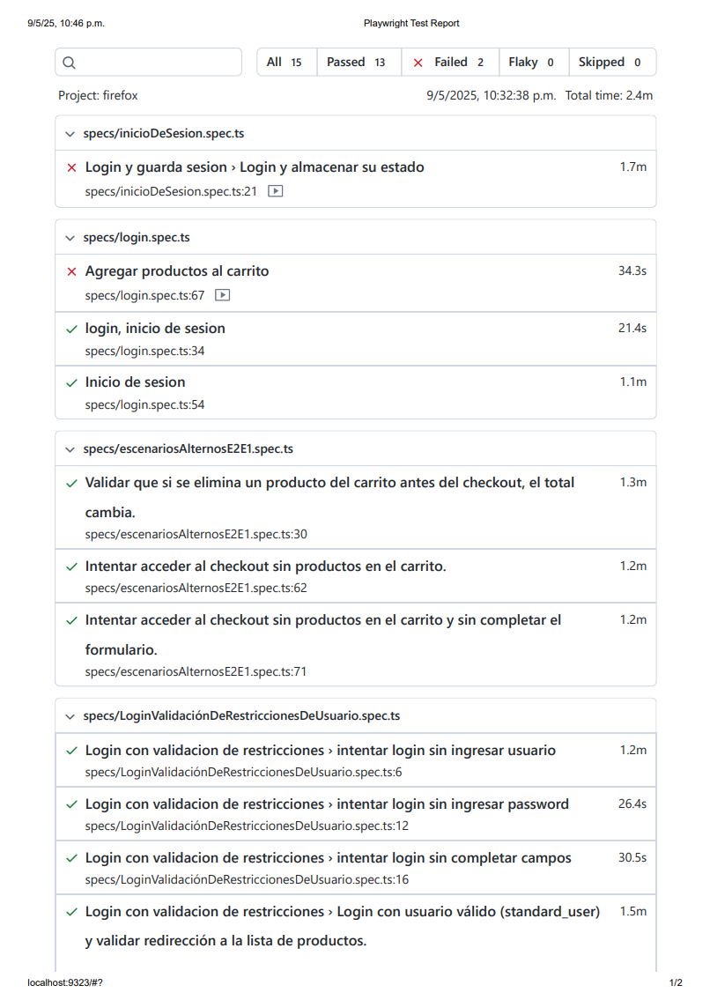 9/5/25, 10:46 p.m. Playwright Test Report
All 15 Passed 13 Failed 2 Flaky 0 Skipped 0
Project: firefox 9/5/2025, 10:32:38 p.m. Total time: 2.4m
specs/inicioDeSesion.spec.ts
Login y guarda sesion › Login y almacenar su estado 1.7m
specs/inicioDeSesion.spec.ts:21
specs/login.spec.ts
Agregar productos al carrito 34.3s
specs/login.spec.ts:67
login, inicio de sesion 21.4s
specs/login.spec.ts:34
Inicio de sesion 1.1m
specs/login.spec.ts:54
specs/escenariosAlternosE2E1.spec.ts
Validar que si se elimina un producto del carrito antes del checkout, el total 1.3m
cambia.
specs/escenariosAlternosE2E1.spec.ts:30
Intentar acceder al checkout sin productos en el carrito. 1.2m
specs/escenariosAlternosE2E1.spec.ts:62
Intentar acceder al checkout sin productos en el carrito y sin completar el 1.2m
formulario.
specs/escenariosAlternosE2E1.spec.ts:71
specs/LoginValidaciónDeRestriccionesDeUsuario.spec.ts
Login con validacion de restricciones › intentar login sin ingresar usuario 1.2m
specs/LoginValidaciónDeRestriccionesDeUsuario.spec.ts:6
Login con validacion de restricciones › intentar login sin ingresar password 26.4s
specs/LoginValidaciónDeRestriccionesDeUsuario.spec.ts:12
Login con validacion de restricciones › intentar login sin completar campos 30.5s
specs/LoginValidaciónDeRestriccionesDeUsuario.spec.ts:16
Login con validacion de restricciones › Login con usuario válido (standard_user) 1.5m
y validar redirección a la lista de productos.
localhost:9323/#? 1/2